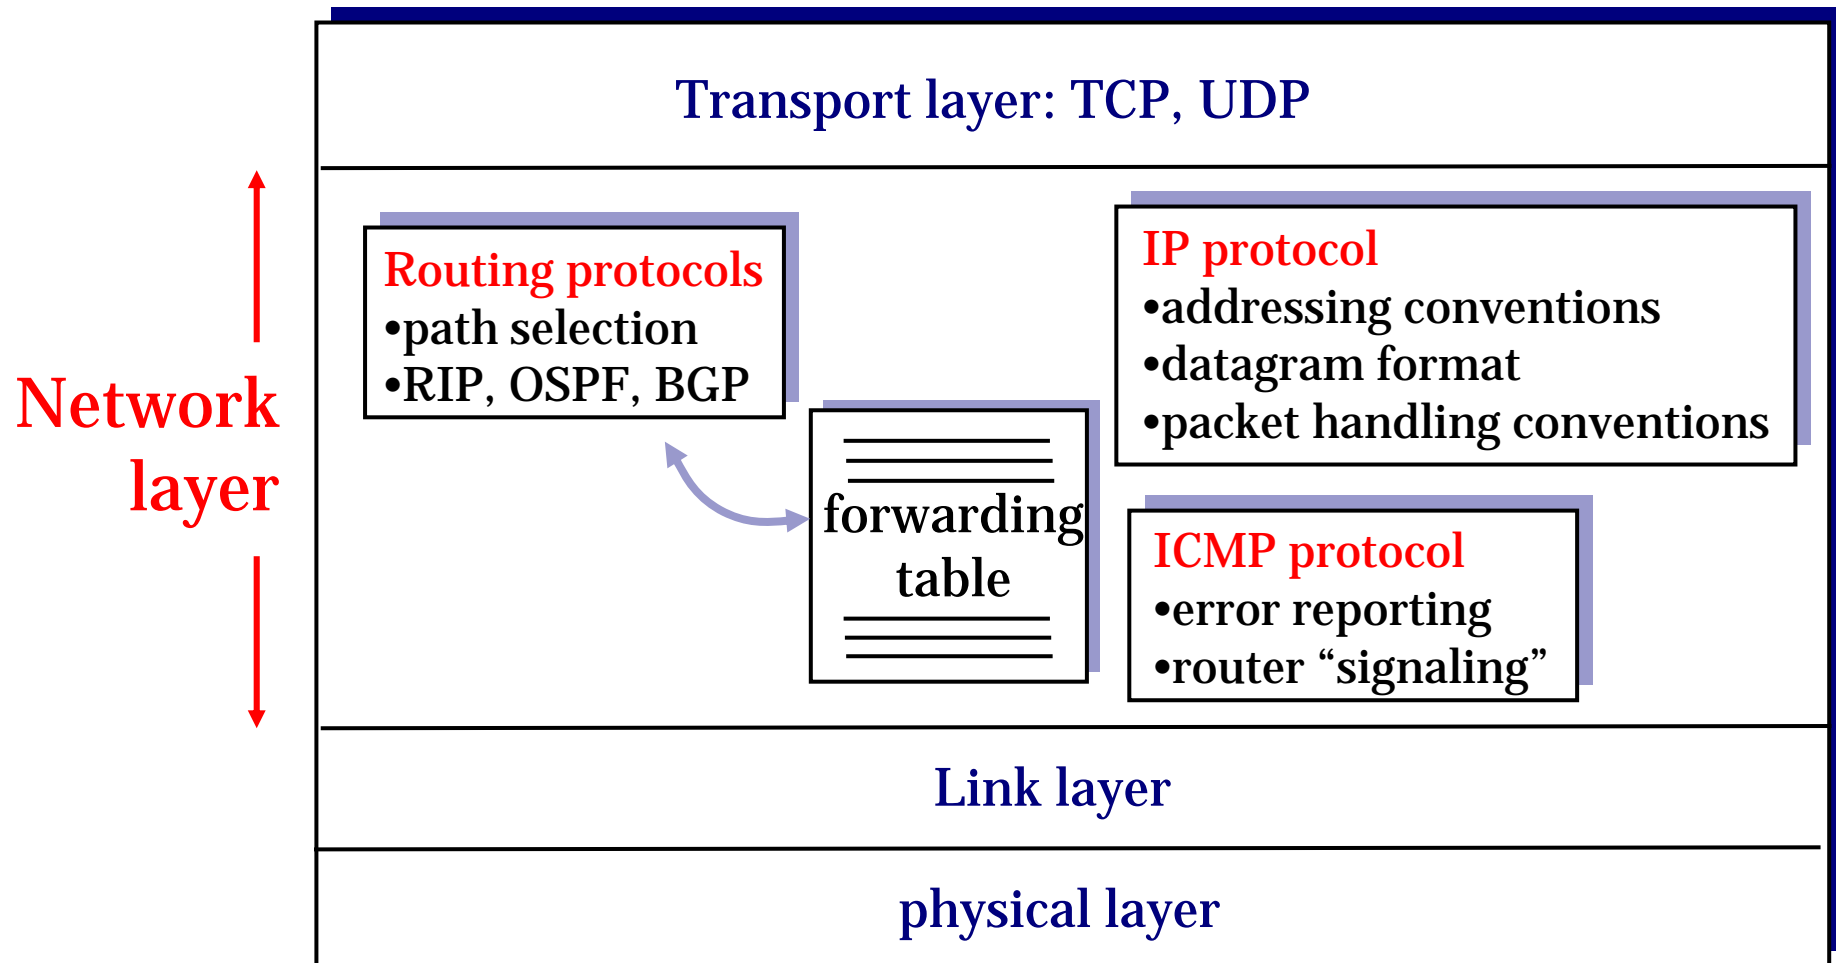 Transport layer: TCP, UDP
Network
layer
Routing protocols
•path selection
•RIP, OSPF, BGP
forwarding
table
IP protocol
•addressing conventions
•datagram format
•packet handling conventions
ICMP protocol
•error reporting
•router “signaling”
Link layer
physical layer